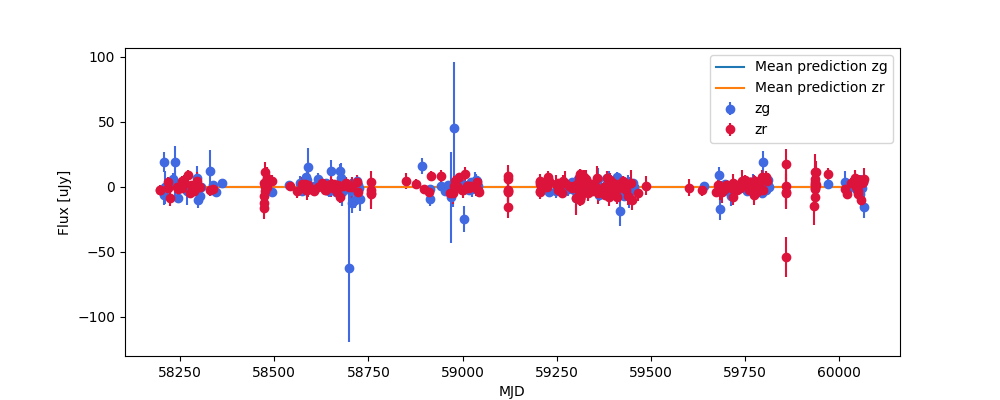 Mean prediction zg
Mean prediction zr
zg
zr
100
50
0
−50
−100
Flux [uJy]
58250
58500
58750
59000
59250
59500
59750
60000
MJD